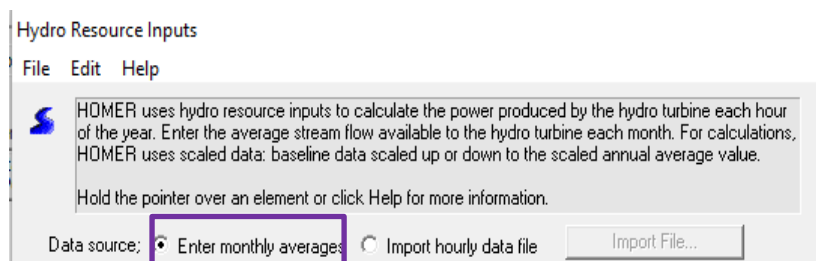 Hydro Resource Inputs
File Edit Help
HOMER uses hydro resource inputs to calculate the power produced by the hydro turbine each hour
of the year. Enter the average stream flow available to the hydro turbine each month. For calculations,
HOMER uses scaled data: baseline data scaled up or down to the scaled annual average value.
Hold the pointer over an element or click Help for more information.
Data source; Enter monthly averages Import hourly data file Import File...